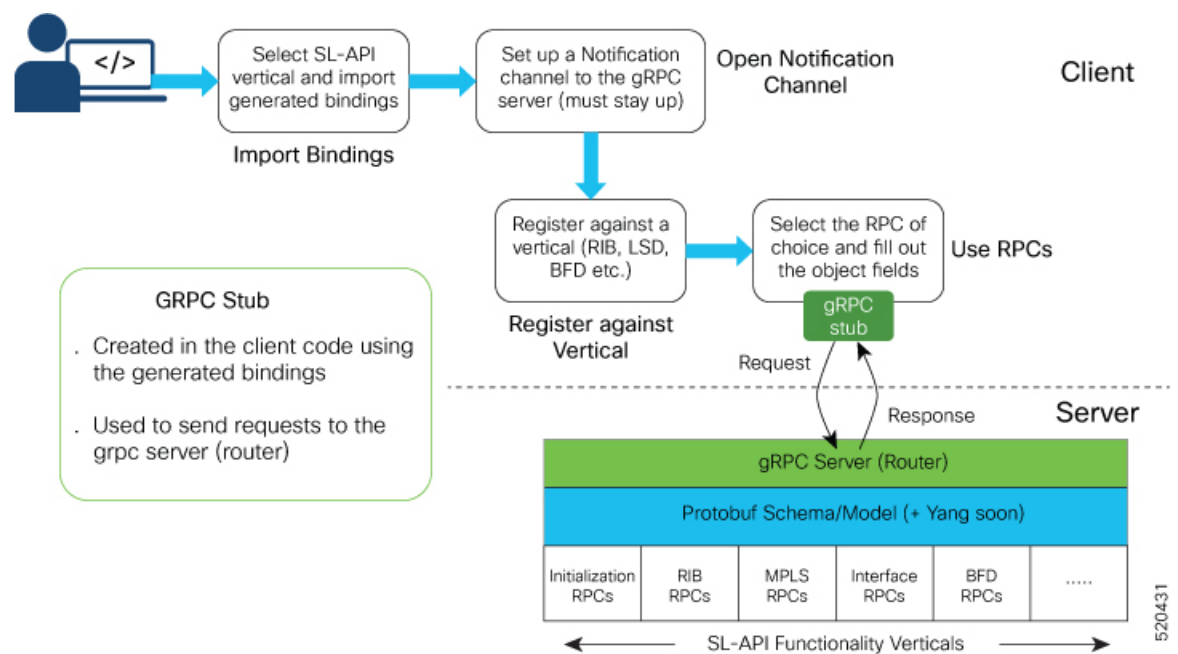 </>
Select SL-API
vertical and import
generated bindings
Import Bindings
Set up a Notification
channel to the gRPC
server (must stay up)
Open Notification
Channel
Client
Register against a
vertical (RIB, LSD,
BFD etc.)
Register against
Vertical
Select the RPC of
choice and fill out
the object fields
Use RPCs
gRPC
stub
GRPC Stub
. Created in the client code using
the generated bindings
. Used to send requests to the
grpc server (router)
Request
Response
Server
gRPC Server (Router)
Protobuf Schema/Model (+ Yang soon)
Initialization
RPCs
RIB
RPCs
MPLS
RPCs
Interface
RPCs
BFD
RPCs
.....
SL-API Functionality Verticals
520431